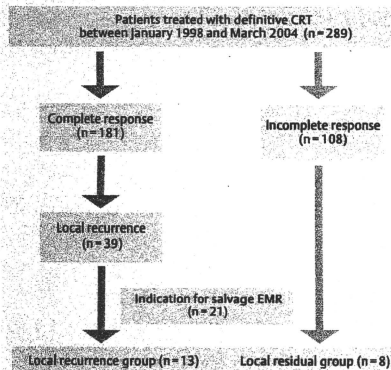 Patients treated with definitive CRT
between January 1998 and March 2004 (n=289)
Complete response
(n=181)
Incomplete response
(n=108)
Local recurrence
(n=39)
Indication for salvage EMR
(n=21)
Local recurrence group (n=13)
Local residual group (n=8)